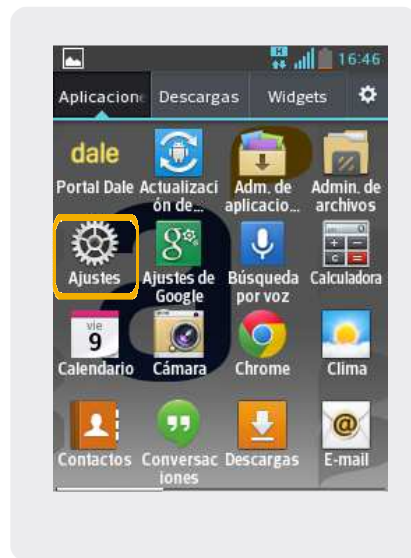 H
16:46
Aplicacione
Descargas
Widgets
dale
Portal Dale
Actualizaci
ón de...
Adm. de
aplicacio...
Admin. de
archivos
Ajustes
g
Ajustes de
Google
Búsqueda
por voz
Calculadora
vie
9
Calendario
Cámara
Chrome
Clima
Contactos
Conversac
iones
Descargas
E-mail